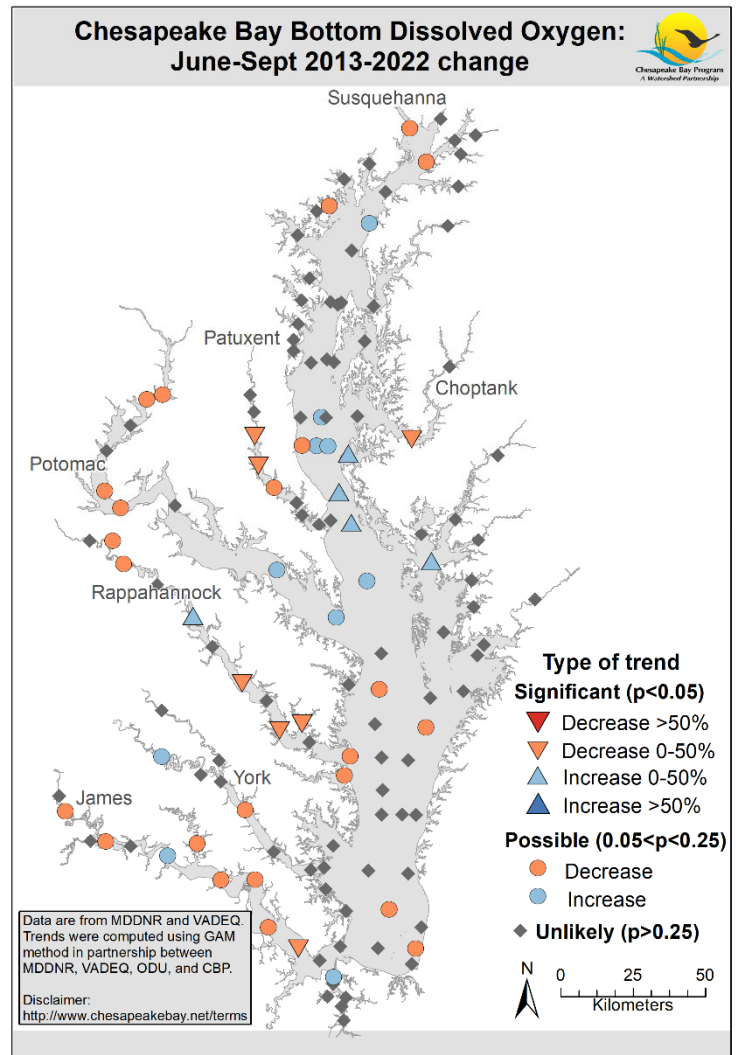 Chesapeake Bay Bottom Dissolved Oxygen:
June-Sept 2013-2022 change
Chesapeake Bay Program
A Watershed Partnership
Susquehanna
Patuxent
Choptank
Potomac
Rappahannock
York
James
Type of trend
Significant (p<0.05)
Decrease >50%
Decrease 0-50%
Increase 0-50%
Increase >50%
Possible (0.05<p<0.25)
Decrease
Increase
Unlikely (p>0.25)
Data are from MDDNR and VADEQ.
Trends were computed using GAM
method in partnership between
MDDNR, VADEQ, ODU, and CBP.
Disclaimer:
http://www.chesapeakebay.net/terms
N
0 25 50
Kilometers